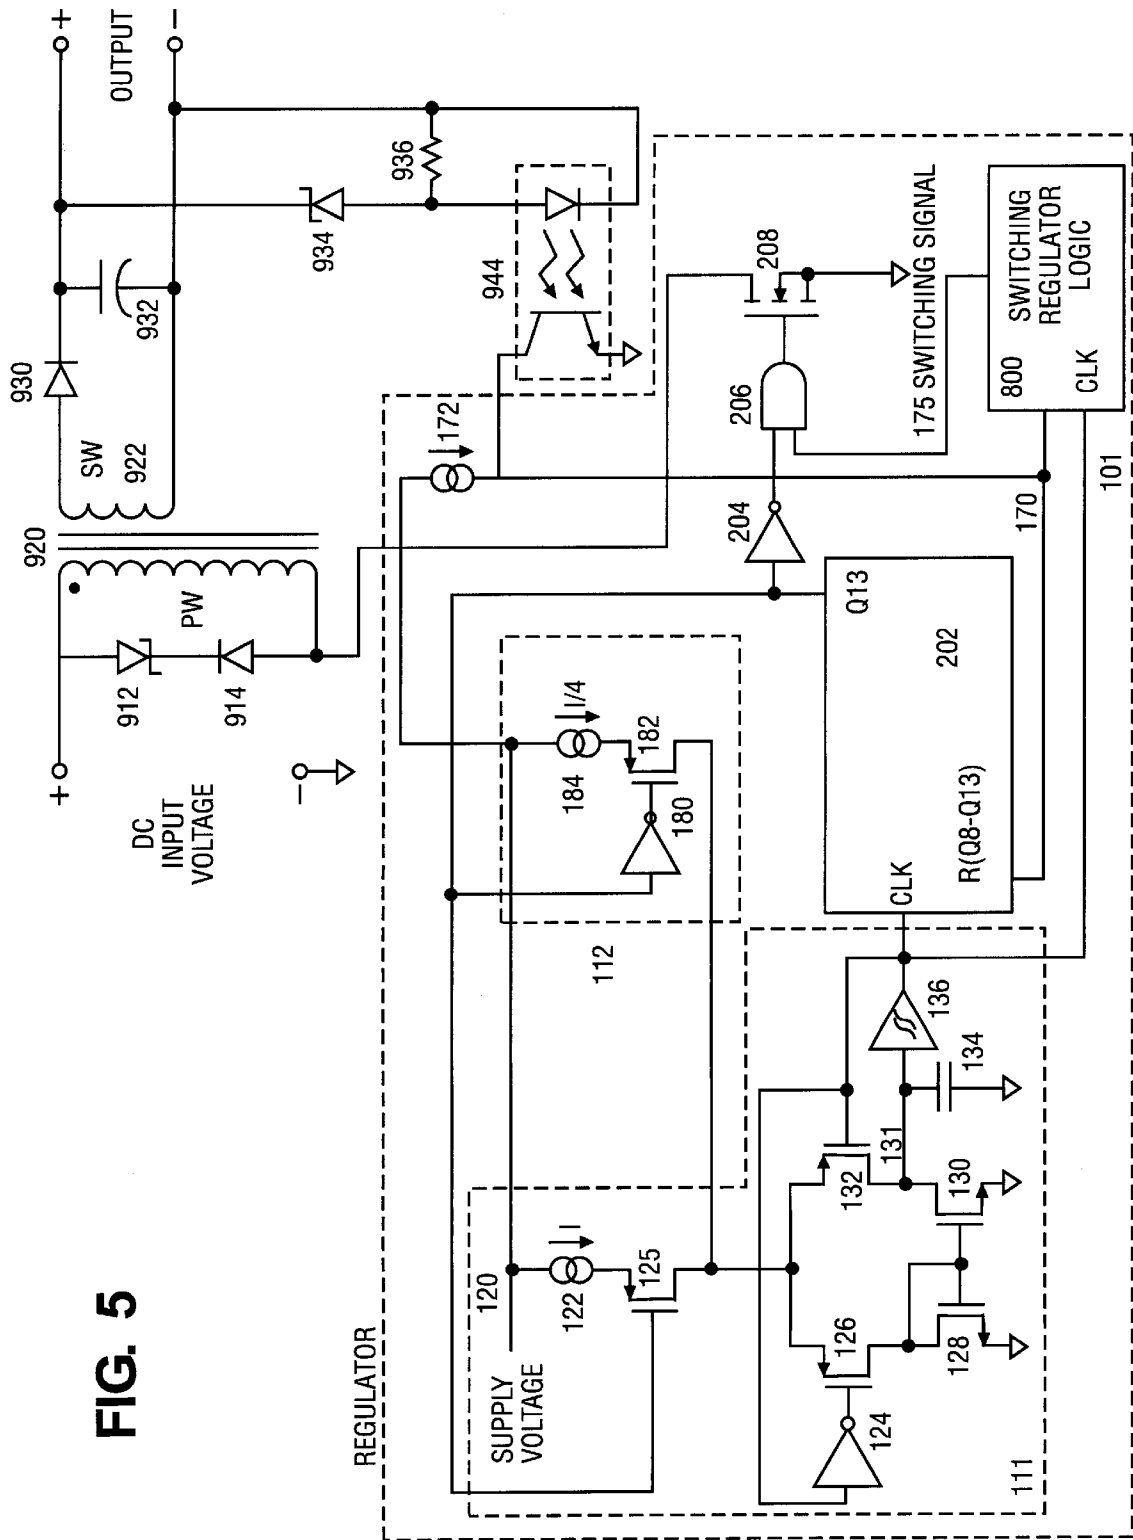 FIG. 5
DC
INPUT
VOLTAGE
+
−
912
914
PW
920
SW
922
930
932
934
936
944
OUTPUT
+
−
REGULATOR
SUPPLY
VOLTAGE
120
122
I
125
126
124
128
130
131
132
134
136
111
112
184
I/4
182
180
172
CLK
Q13
202
R(Q8-Q13)
204
206
208
175 SWITCHING SIGNAL
800
SWITCHING
REGULATOR
LOGIC
CLK
170
101